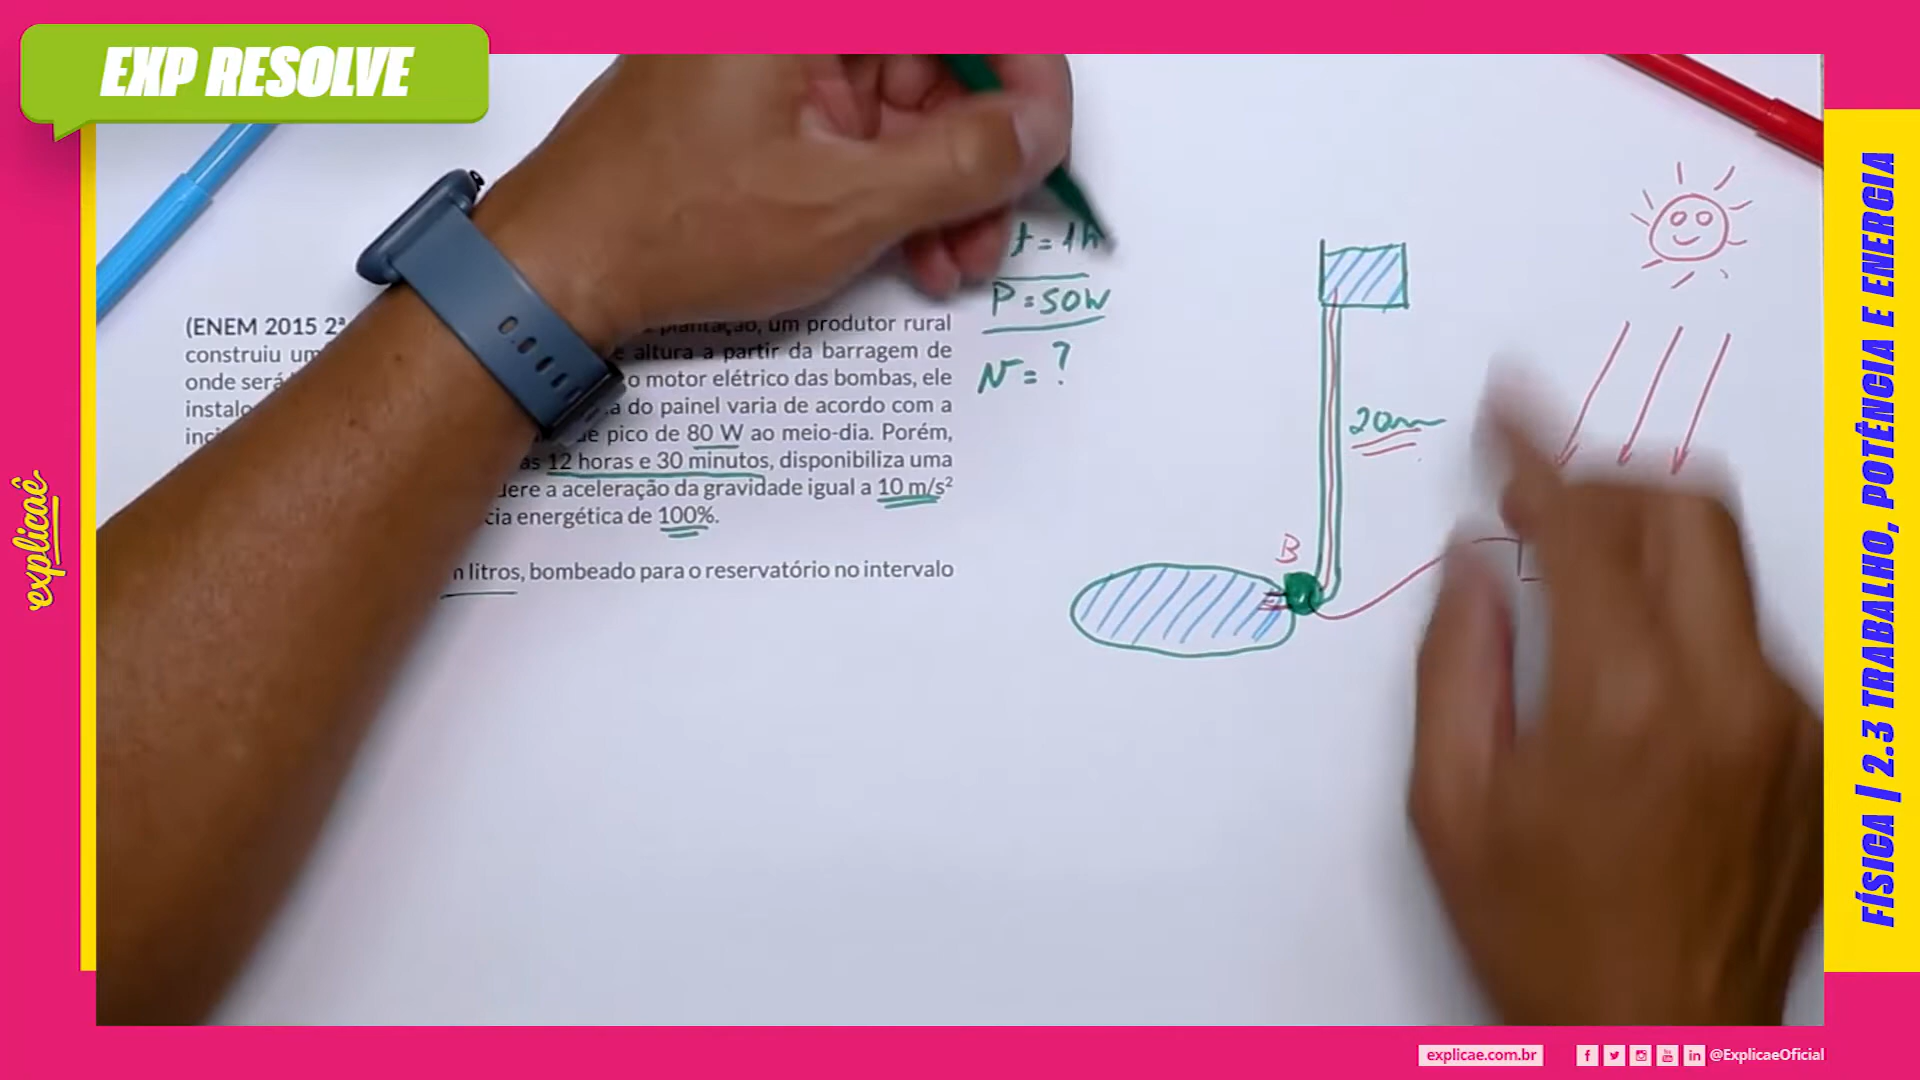 EXP RESOLVE
t = 1h
P = 50W
N = ?
(ENEM 2015 2ª plantação, um produtor rural
construiu um altura a partir da barragem de
onde será o motor elétrico das bombas, ele
instalo do painel varia de acordo com a
inci de pico de 80 W ao meio-dia. Porém,
as 12 horas e 30 minutos, disponibiliza uma
dere a aceleração da gravidade igual a 10 m/s²
cia energética de 100%.
litros, bombeado para o reservatório no intervalo
20m
B
explicaê
FÍSICA | 2.3 TRABALHO, POTÊNCIA E ENERGIA
explicae.com.br
@ExplicaeOficial